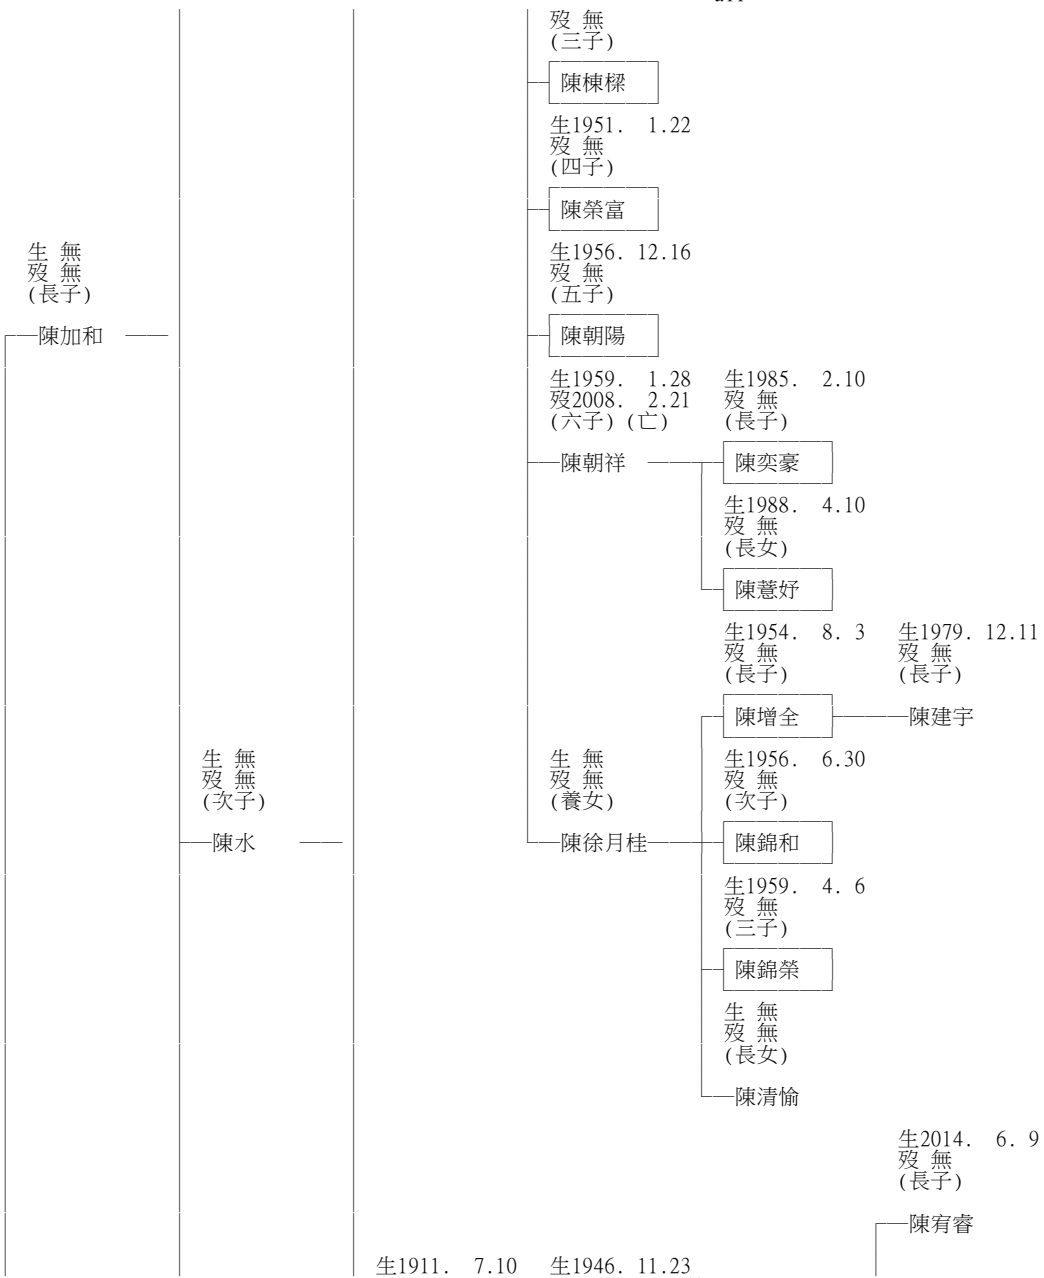 歿 無
(三子)
陳棟樑
生1951. 1.22
歿 無
(四子)
陳榮富
生 無
歿 無
(長子)
陳加和
生1956. 12.16
歿 無
(五子)
陳朝陽
生1959. 1.28 生1985. 2.10
歿2008. 2.21 歿 無
(六子)(亡) (長子)
陳朝祥 陳奕豪
生1988. 4.10
歿 無
(長女)
陳薏妤
生1954. 8. 3 生1979. 12.11
歿 無 歿 無
(長子) (長子)
陳增全 陳建宇
生 無 生 無 生1956. 6.30
歿 無 歿 無 歿 無
(次子) (養女) (次子)
陳水 陳徐月桂 陳錦和
生1959. 4. 6
歿 無
(三子)
陳錦榮
生 無
歿 無
(長女)
陳清愉
生2014. 6. 9
歿 無
(長子)
陳宥睿
生1911. 7.10 生1946. 11.23